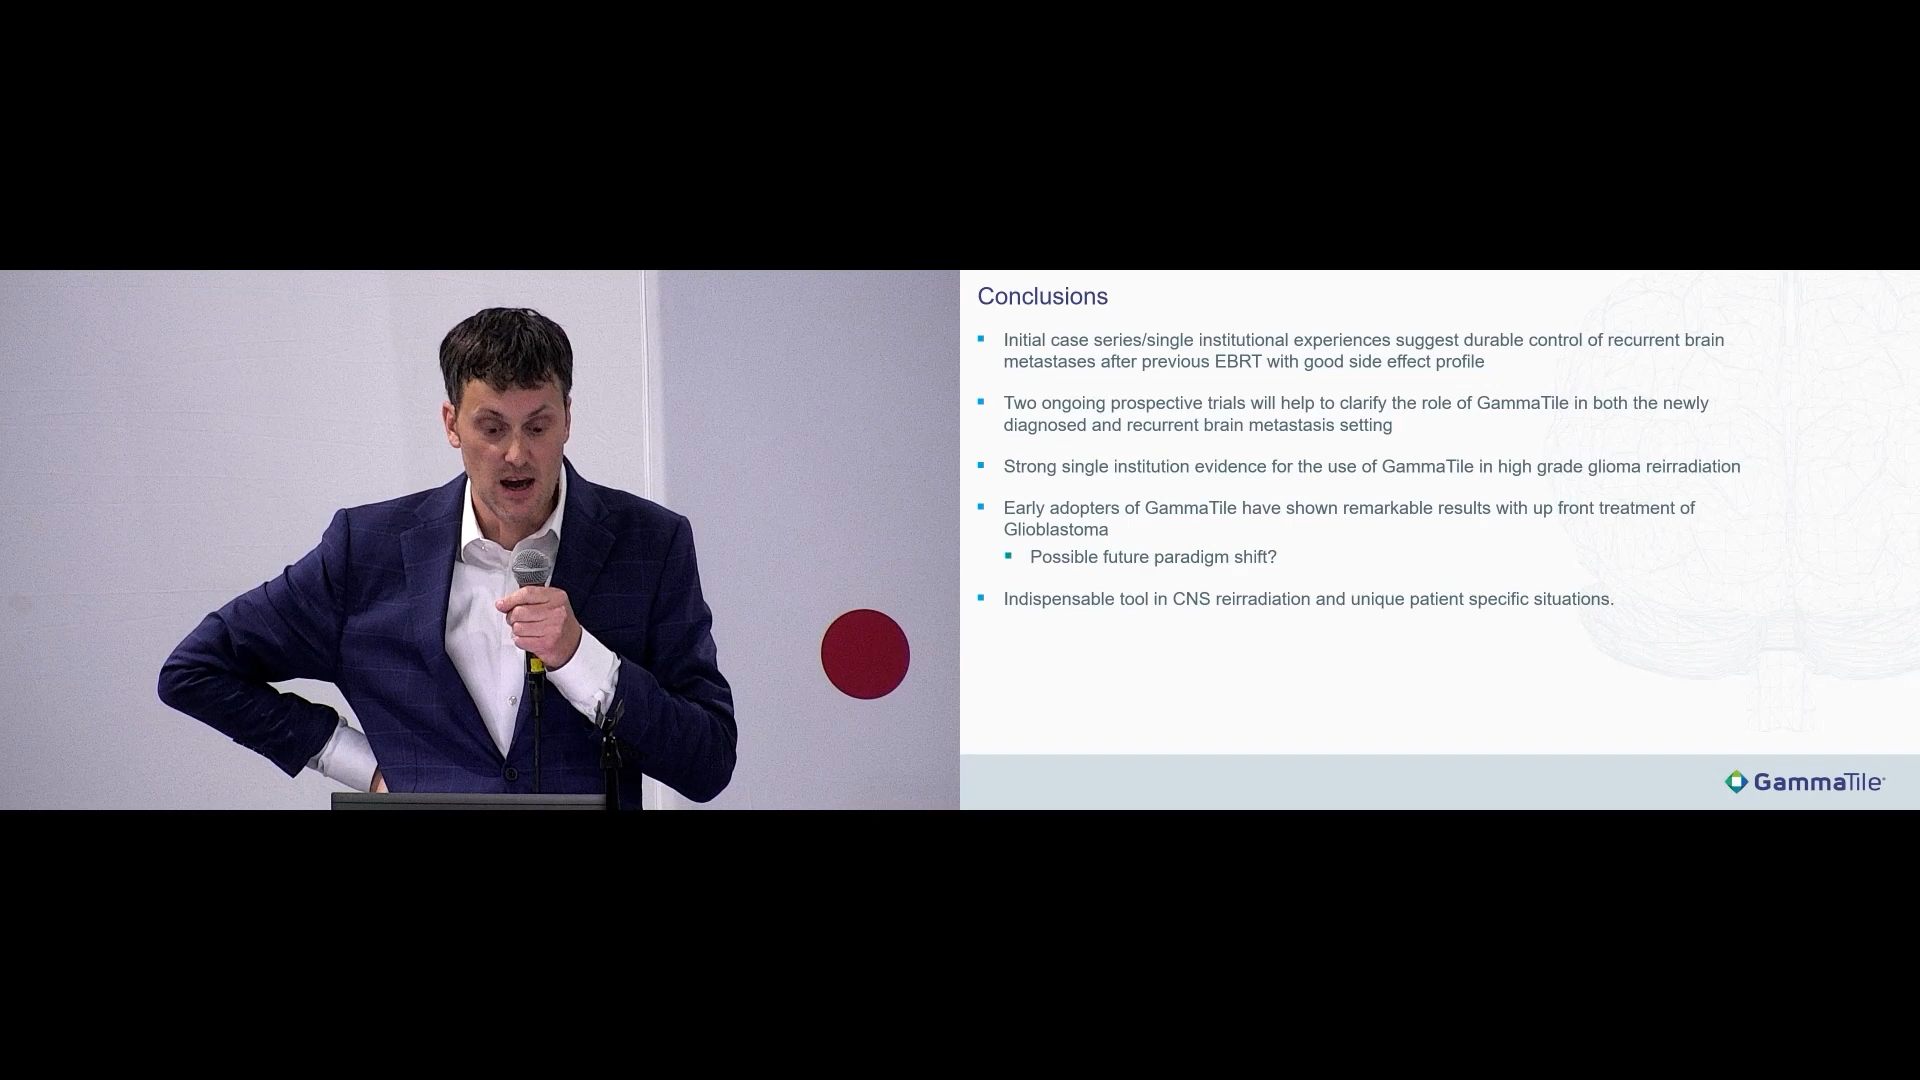 Conclusions
Initial case series/single institutional experiences suggest durable control of recurrent brain
metastases after previous EBRT with good side effect profile
Two ongoing prospective trials will help to clarify the role of GammaTile in both the newly
diagnosed and recurrent brain metastasis setting
Strong single institution evidence for the use of GammaTile in high grade glioma reirradiation
Early adopters of GammaTile have shown remarkable results with up front treatment of
Glioblastoma
Possible future paradigm shift?
Indispensable tool in CNS reirradiation and unique patient specific situations.
GammaTile